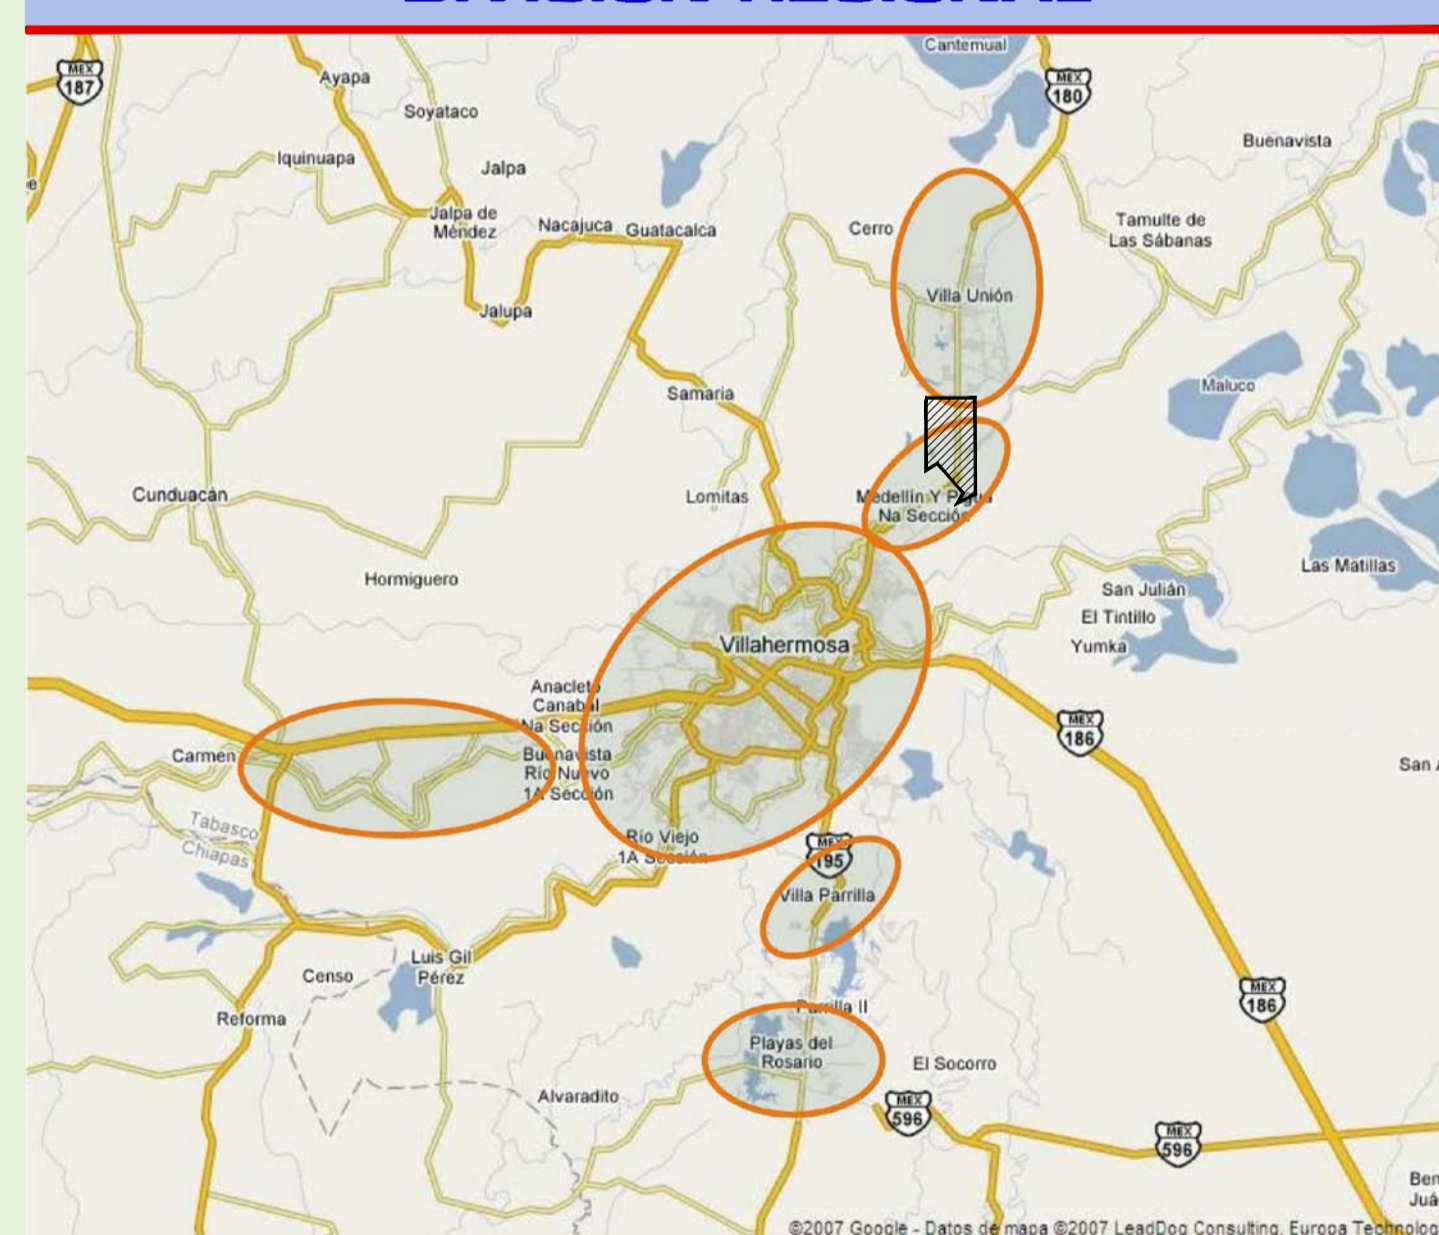 Cantemual
MEX
187
Ayapa
MEX
180
Soyataco
Buenavista
Iquinuapa
Jalpa
Jalpa de
Méndez
Nacajuca
Guatacalca
Cerro
Tamulte de
Las Sábanas
Villa Unión
Jalupa
Samaria
Maluco
Cunduacán
Lomitas
Medellín Y
Na Sección
Hormiguero
Las Matillas
San Julián
El Tintillo
Yumka
Villahermosa
Anacleto
Canabal
Na Sección
MEX
186
Carmen
Buenavista
Río Nuevo
1A Sección
San
Tabasco
Chiapas
Río Viejo
1A Sección
MEX
195
Villa Parrilla
Luis Gil
Pérez
Censo
MEX
186
Parrilla II
Reforma
Playas del
Rosario
El Socorro
Alvaradito
MEX
596
MEX
596
©2007 Google - Datos de mapa ©2007 LeadDog Consulting, Europa